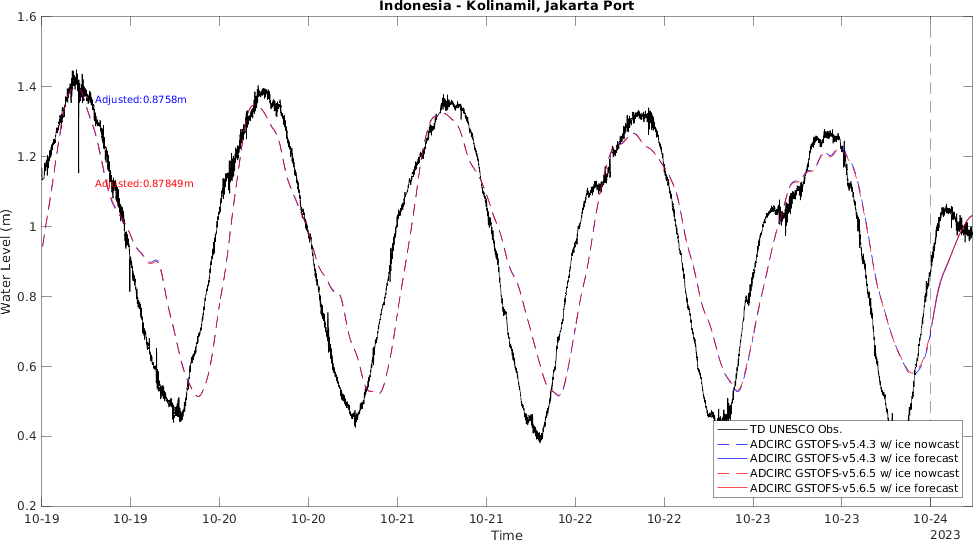 Indonesia - Kolinamil, Jakarta Port
1.6
1.4
1.2
1
0.8
0.6
0.4
0.2
Water Level (m)
Adjusted:0.8758m
Adjusted:0.87849m
TD UNESCO Obs.
ADCIRC GSTOFS-v5.4.3 w/ ice nowcast
ADCIRC GSTOFS-v5.4.3 w/ ice forecast
ADCIRC GSTOFS-v5.6.5 w/ ice nowcast
ADCIRC GSTOFS-v5.6.5 w/ ice forecast
10-19 10-19 10-20 10-20 10-21 10-21 10-22 10-22 10-23 10-23 10-24
2023
Time